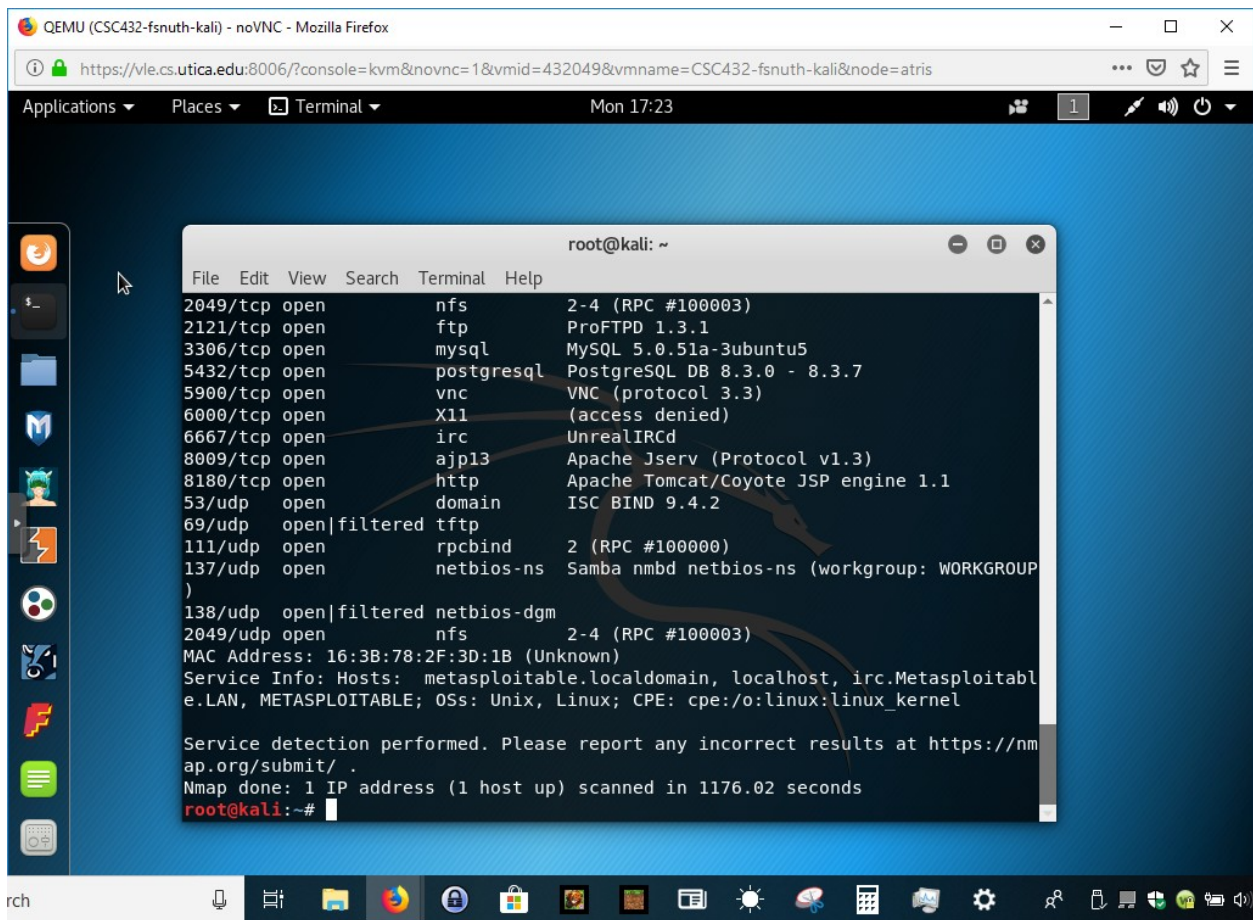 QEMU (CSC432-fsnuth-kali) - noVNC - Mozilla Firefox
https://vle.cs.utica.edu:8006/?console=kvm&novnc=1&vmid=432049&vmname=CSC432-fsnuth-kali&node=atris
Applications Places Terminal Mon 17:23 1
root@kali: ~
File Edit View Search Terminal Help
2049/tcp open nfs 2-4 (RPC #100003)
2121/tcp open ftp ProFTPD 1.3.1
3306/tcp open mysql MySQL 5.0.51a-3ubuntu5
5432/tcp open postgresql PostgreSQL DB 8.3.0 - 8.3.7
5900/tcp open vnc VNC (protocol 3.3)
6000/tcp open X11 (access denied)
6667/tcp open irc UnrealIRCd
8009/tcp open ajp13 Apache Jserv (Protocol v1.3)
8180/tcp open http Apache Tomcat/Coyote JSP engine 1.1
53/udp open domain ISC BIND 9.4.2
69/udp open|filtered tftp
111/udp open rpcbind 2 (RPC #100000)
137/udp open netbios-ns Samba nmbd netbios-ns (workgroup: WORKGROUP
)
138/udp open|filtered netbios-dgm
2049/udp open nfs 2-4 (RPC #100003)
MAC Address: 16:3B:78:2F:3D:1B (Unknown)
Service Info: Hosts:  metasploitable.localdomain, localhost, irc.Metasploitabl
e.LAN, METASPLOITABLE; OSs: Unix, Linux; CPE: cpe:/o:linux:linux_kernel
Service detection performed. Please report any incorrect results at https://nm
ap.org/submit/ .
Nmap done: 1 IP address (1 host up) scanned in 1176.02 seconds
root@kali:~#
rch